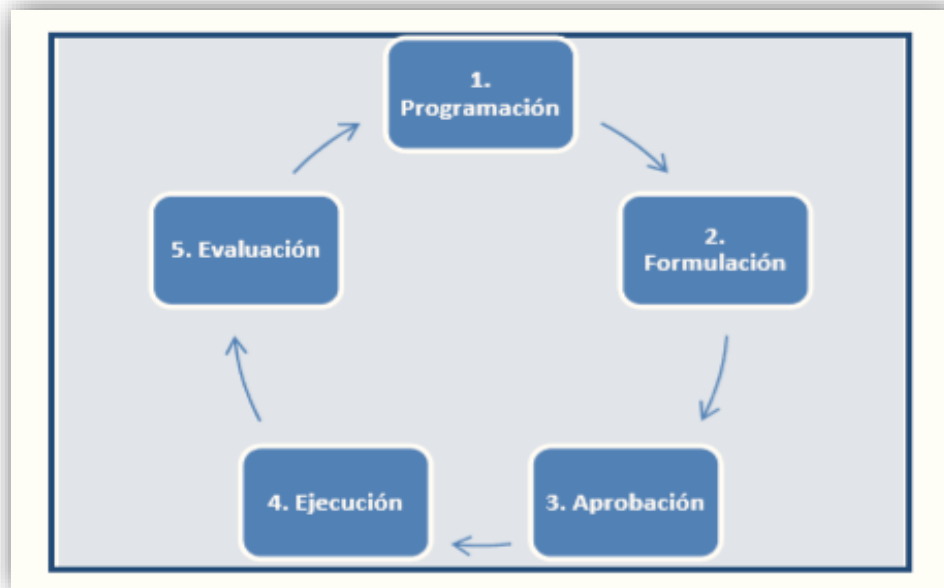 1.
Programación
2.
Formulación
3. Aprobación
4. Ejecución
5. Evaluación